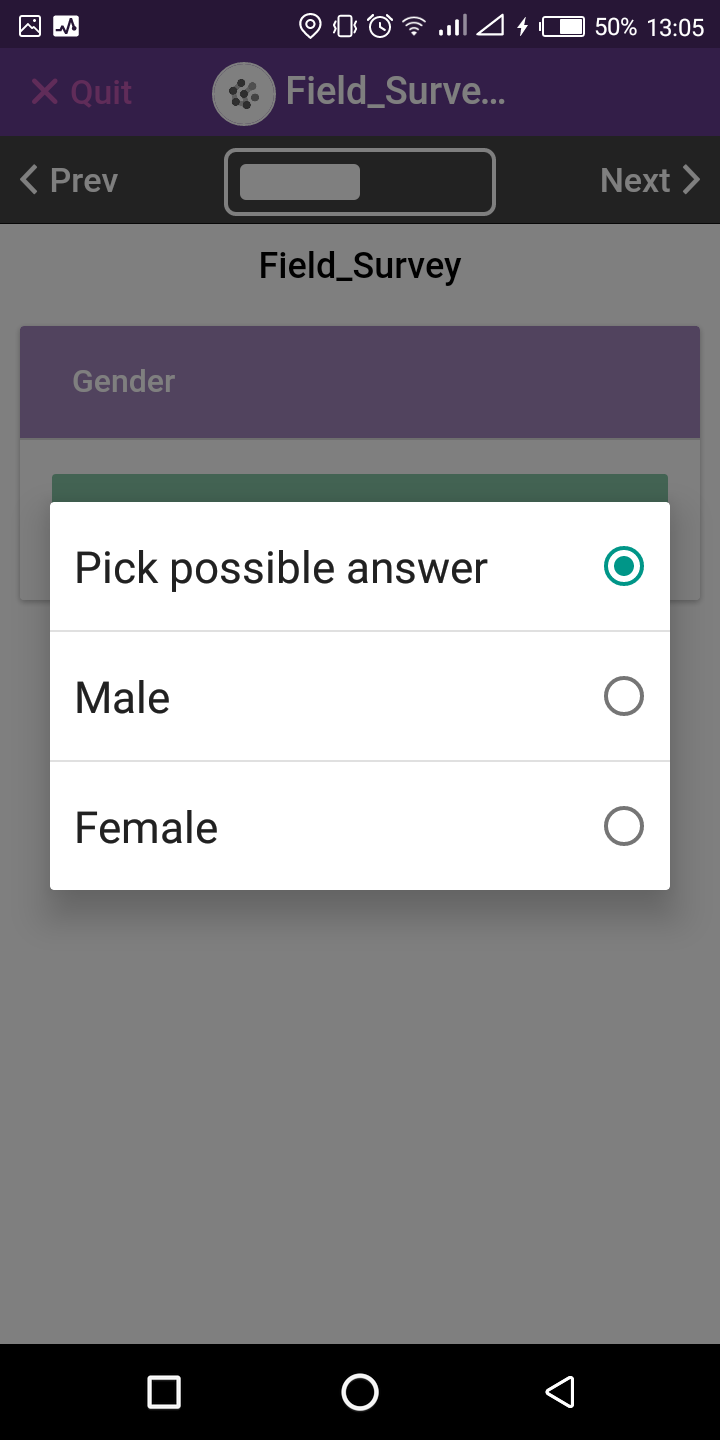 50% 13:05
Quit
Field_Surve...
Prev
Next
Field_Survey
Gender
Pick possible answer
Male
Female